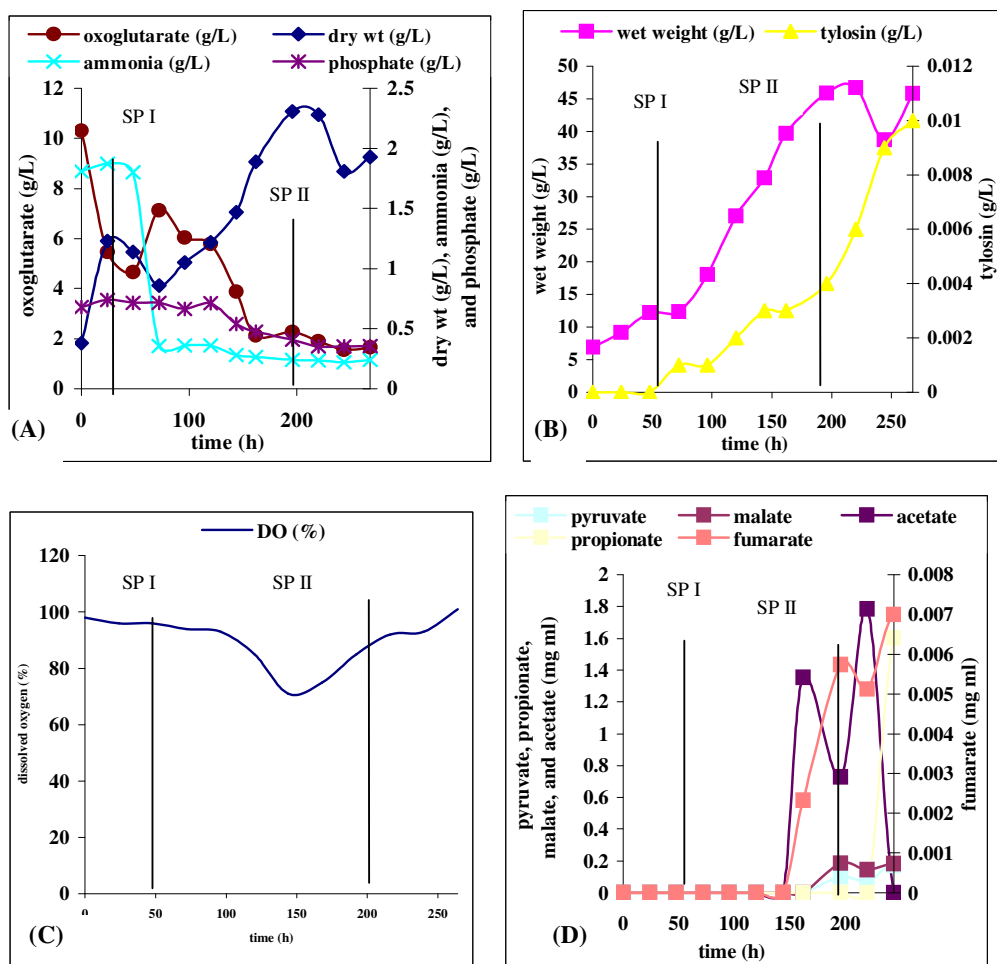 oxoglutarate (g/L) dry wt (g/L)
ammonia (g/L) phosphate (g/L)
12
10
8
6
4
2
0
2.5
2
1.5
1
0.5
0
0 100 200
SP I
SP II
oxoglutarate (g/L)
dry wt (g/L), ammonia (g/L),
and phosphate (g/L)
time (h)
(A)
wet weight (g/L) tylosin (g/L)
50
45
40
35
30
25
20
15
10
5
0
0.012
0.01
0.008
0.006
0.004
0.002
0
0 50 100 150 200 250
SP I
SP II
wet weight (g/L)
tylosin (g/L)
time (h)
(B)
DO (%)
120
100
80
60
40
20
0
0 50 100 150 200 250
SP I
SP II
dissolved oxygen (%)
time (h)
(C)
pyruvate malate acetate
propionate fumarate
2
1.8
1.6
1.4
1.2
1
0.8
0.6
0.4
0.2
0
0.008
0.007
0.006
0.005
0.004
0.003
0.002
0.001
0
0 50 100 150 200
SP I
SP II
pyruvate, propionate,
malate, and acetate (mg ml)
fumarate (mg ml)
time (h)
(D)